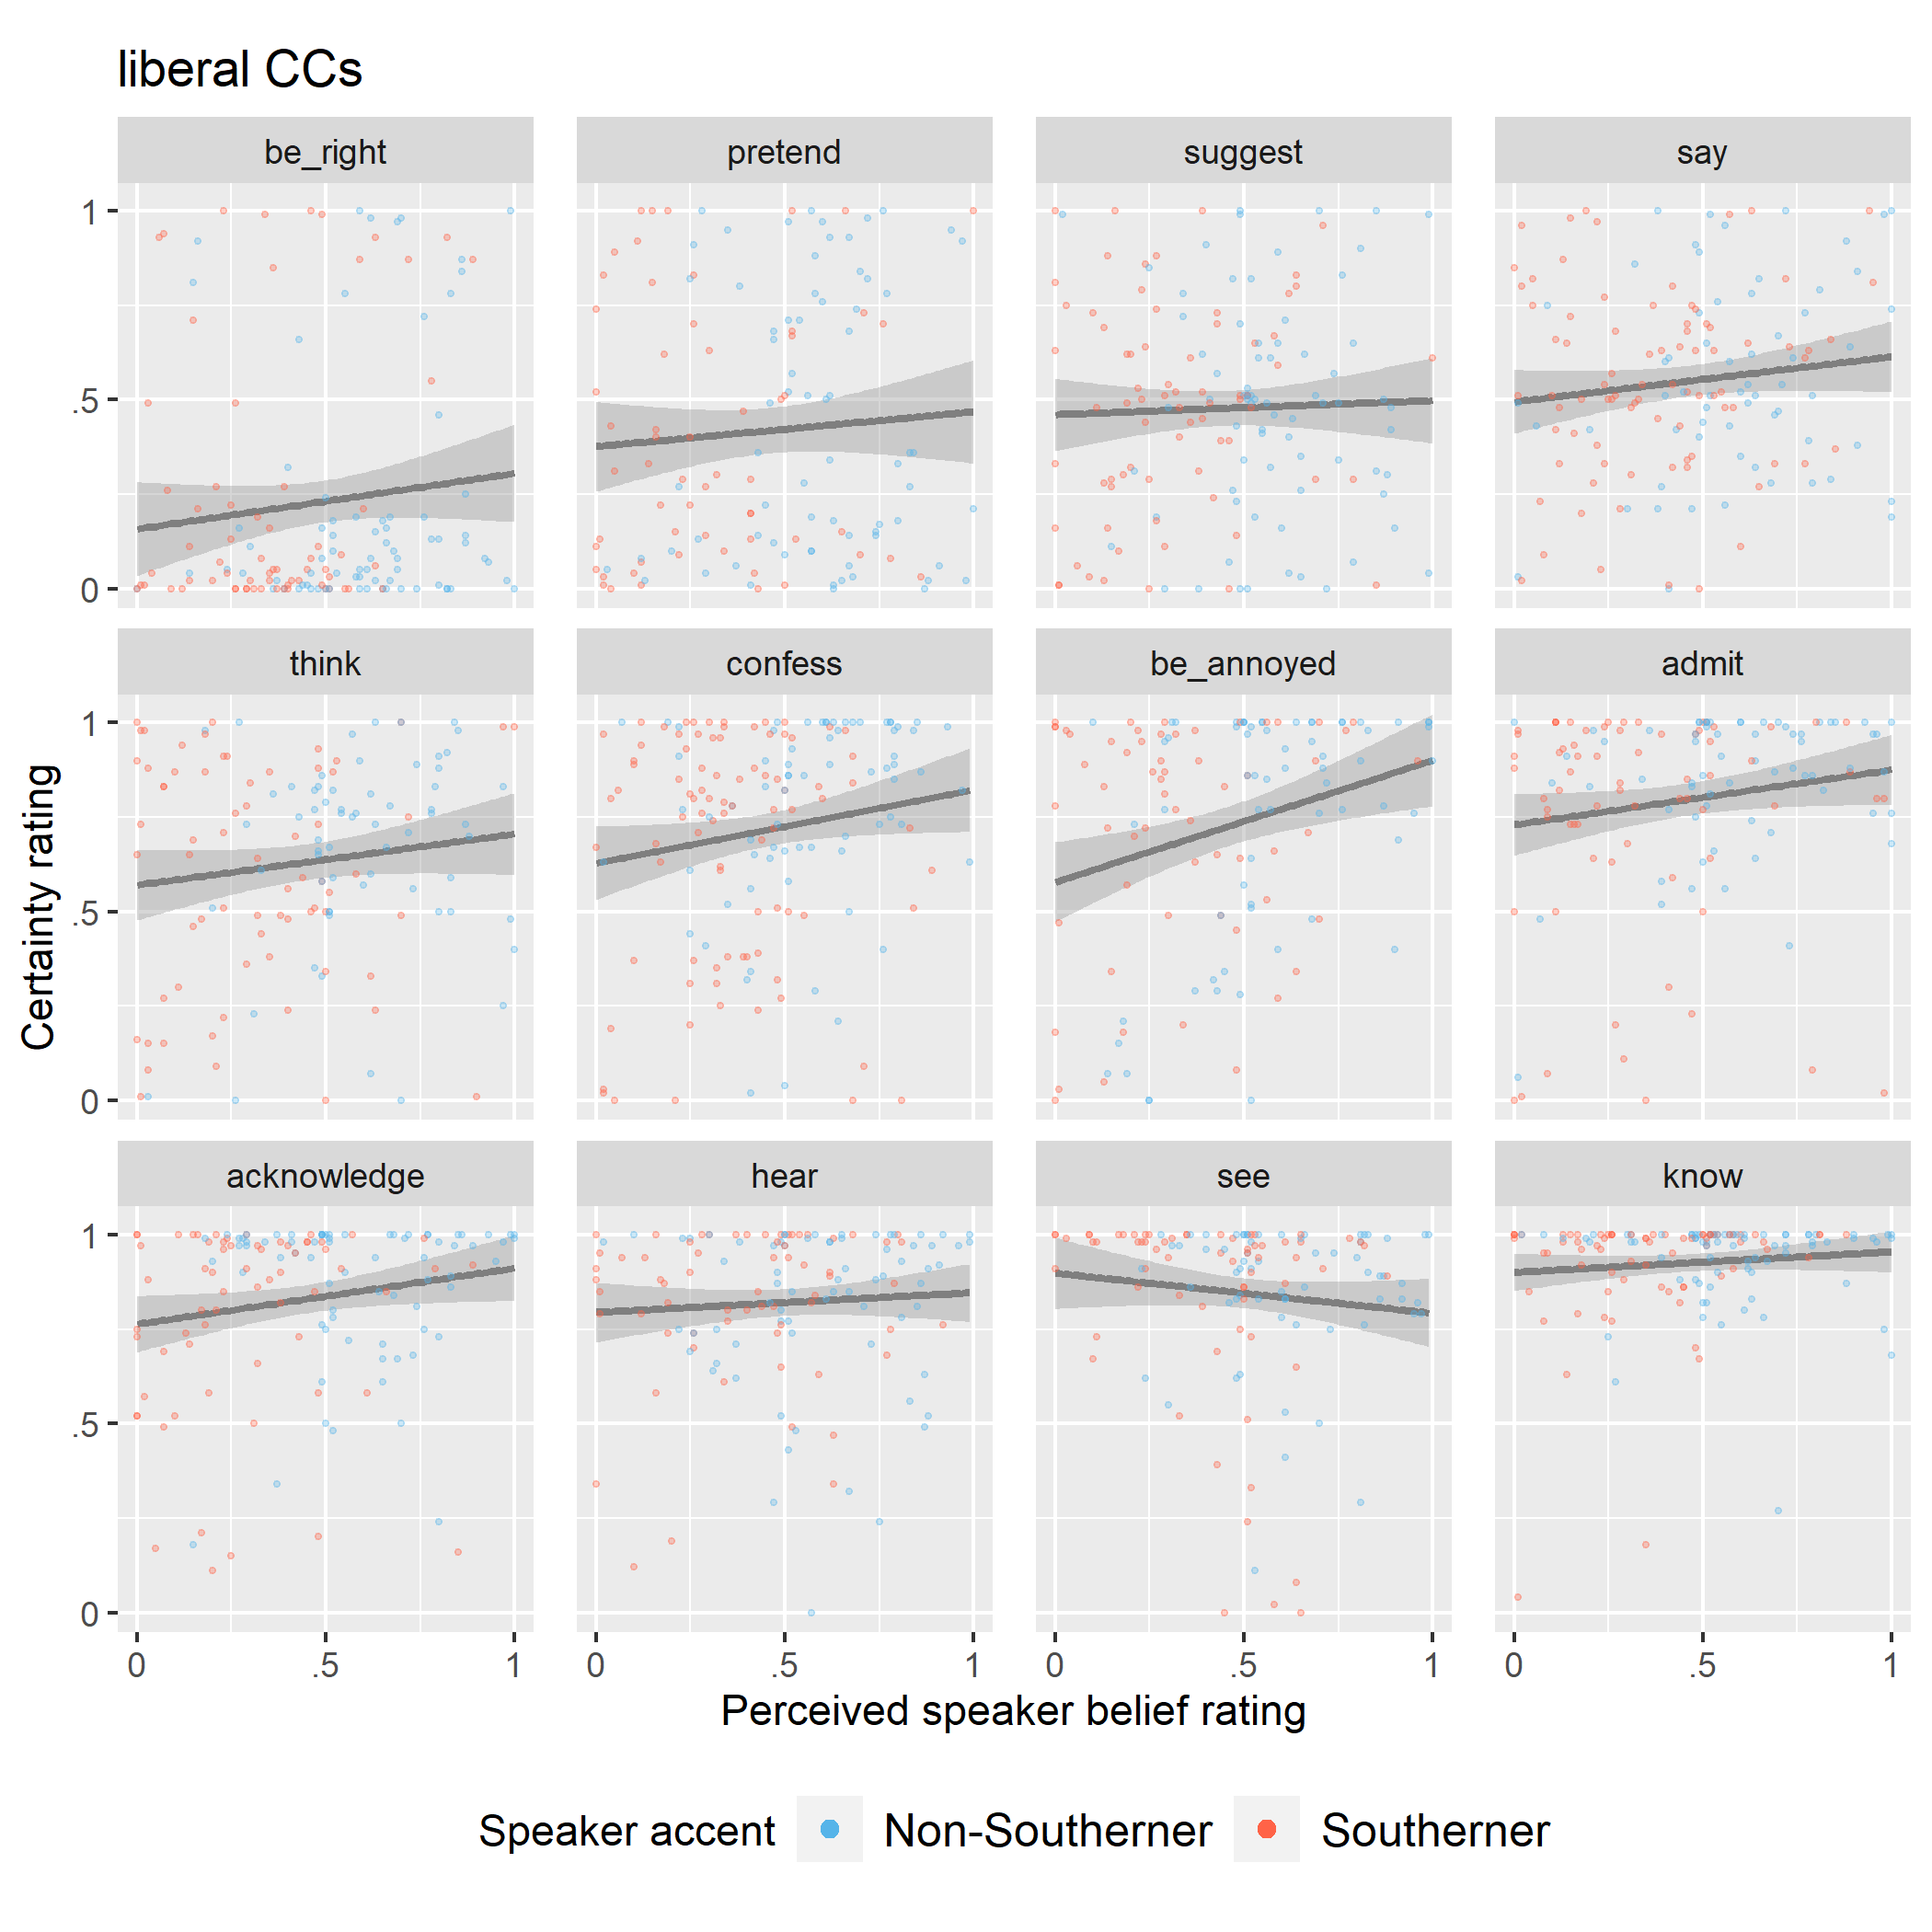 liberal CCs
be_right pretend suggest say
1
.5
0
think confess be_annoyed admit
1
.5
0
acknowledge hear see know
1
.5
0
0 .5 1 0 .5 1 0 .5 1 0 .5 1
Certainty rating
Perceived speaker belief rating
Speaker accent Non-Southerner Southerner